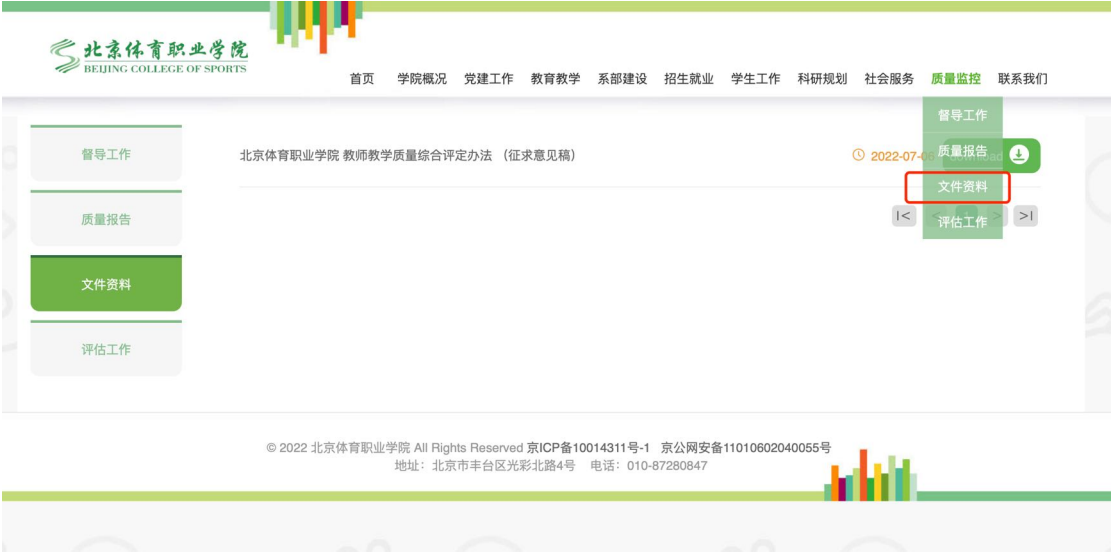 北京体育职业学院
BEIJING COLLEGE OF SPORTS
首页 学院概况 党建工作 教育教学 系部建设 招生就业 学生工作 科研规划 社会服务 质量监控 联系我们
督导工作
质量报告
文件资料
评估工作
督导工作
质量报告
文件资料
评估工作
北京体育职业学院 教师教学质量综合评定办法 （征求意见稿）
2022-07-
|< > >|
© 2022 北京体育职业学院 All Rights Reserved 京ICP备10014311号-1 京公网安备11010602040055号
地址：北京市丰台区光彩北路4号 电话：010-87280847